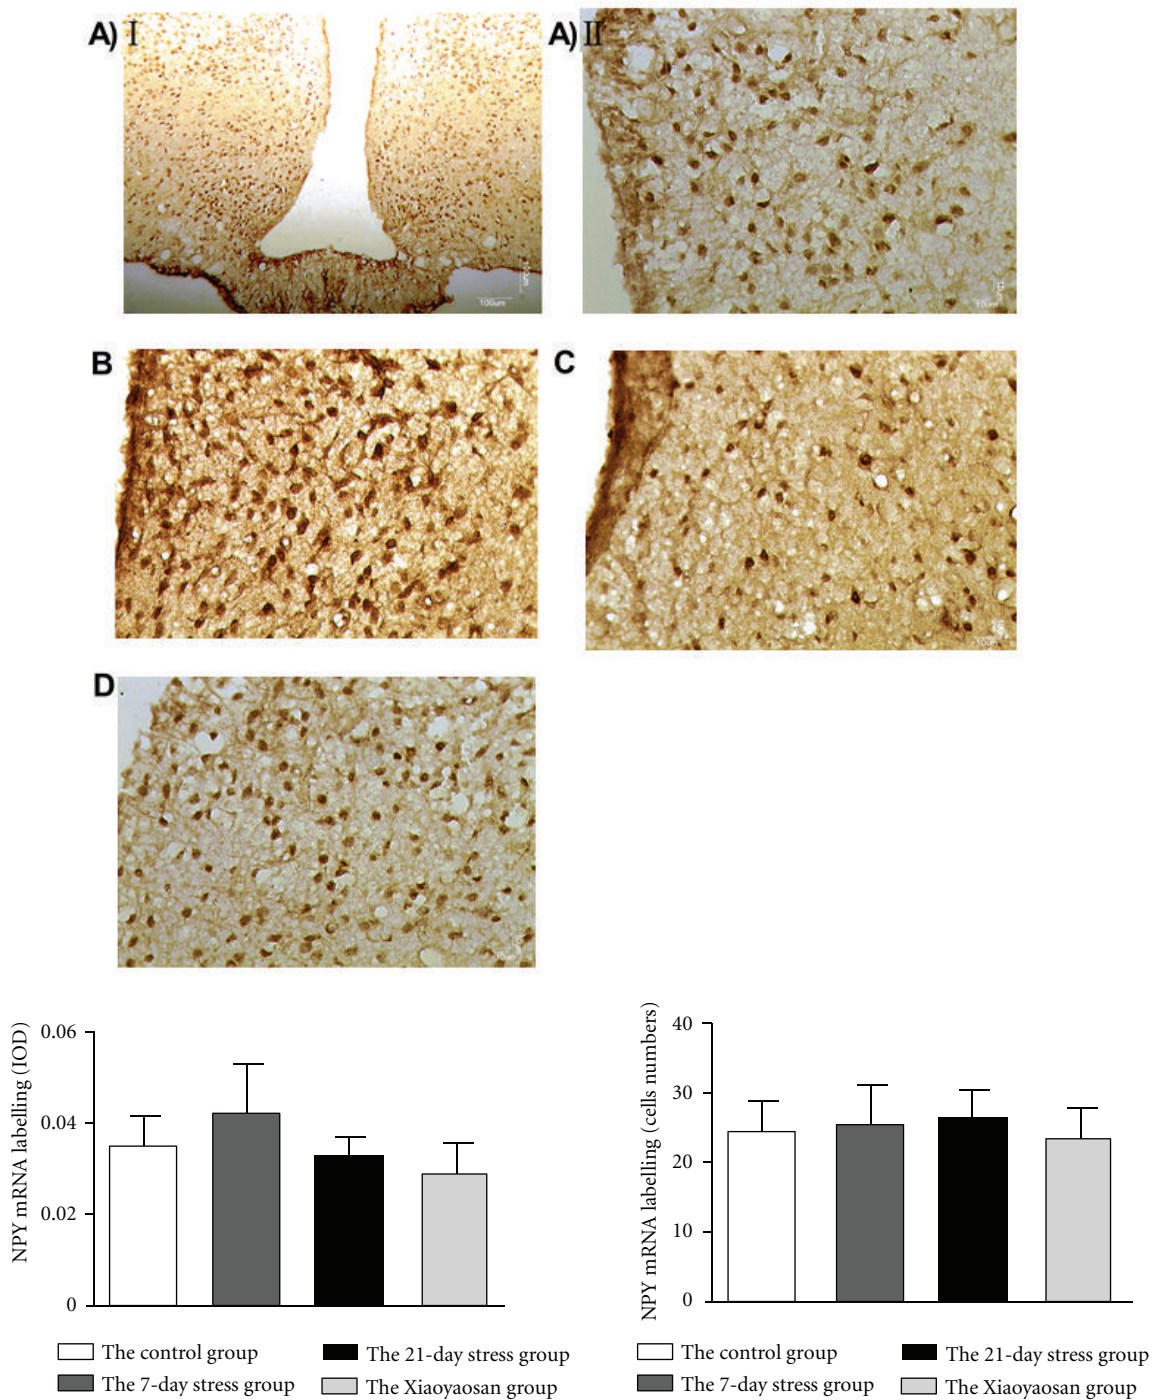 A) I
A) II
100um
10um
B
C
D
NPY mRNA labelling (IOD)
0.06
0.04
0.02
0
NPY mRNA labelling (cells numbers)
40
30
20
10
0
The control group
The 21-day stress group
The 7-day stress group
The Xiaoyaosan group
The control group
The 21-day stress group
The 7-day stress group
The Xiaoyaosan group